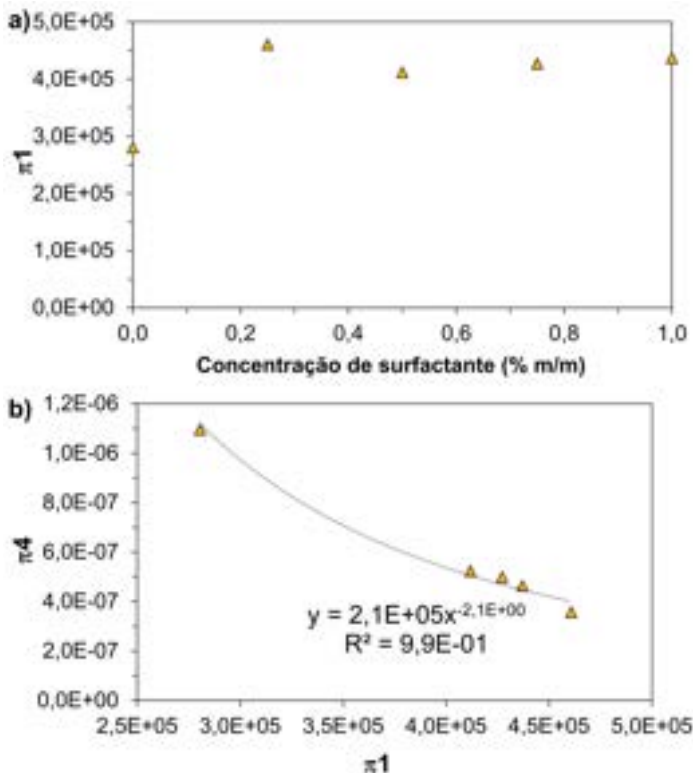 a)
5,0E+05
4,0E+05
3,0E+05
2,0E+05
1,0E+05
0,0E+00
π1
0,0 0,2 0,4 0,6 0,8 1,0
Concentração de surfactante (% m/m)
b)
1,2E-06
1,0E-06
8,0E-07
6,0E-07
4,0E-07
2,0E-07
0,0E+00
π4
y = 2,1E+05x^-2,1E+00
R² = 9,9E-01
2,5E+05 3,0E+05 3,5E+05 4,0E+05 4,5E+05 5,0E+05
π1